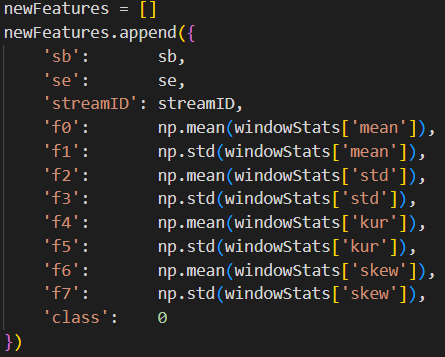 newFeatures = []
newFeatures.append({
    'sb':       sb,
    'se':       se,
    'streamID': streamID,
    'f0':       np.mean(windowStats['mean']),
    'f1':       np.std(windowStats['mean']),
    'f2':       np.mean(windowStats['std']),
    'f3':       np.std(windowStats['std']),
    'f4':       np.mean(windowStats['kur']),
    'f5':       np.std(windowStats['kur']),
    'f6':       np.mean(windowStats['skew']),
    'f7':       np.std(windowStats['skew']),
    'class':    0
})